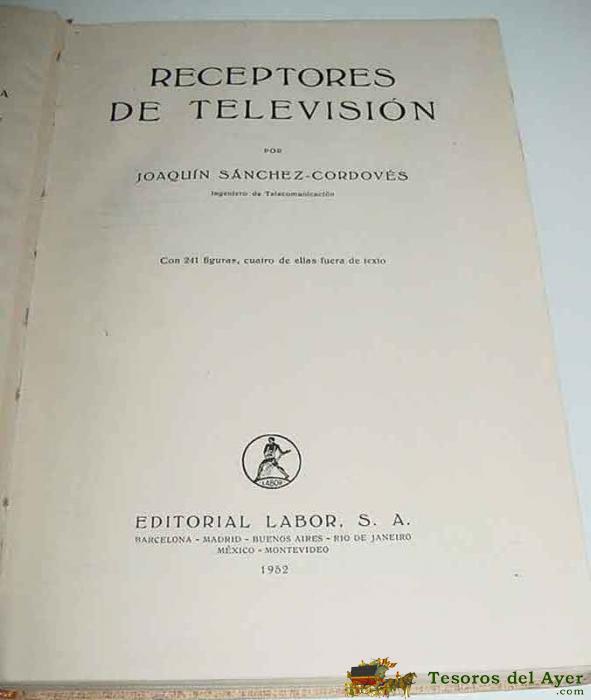 RECEPTORES
DE TELEVISIÓN
POR
JOAQUÍN SÁNCHEZ-CORDOVÉS
Ingeniero de Telecomunicación
Con 241 figuras, cuatro de ellas fuera de texto
LABOR
EDITORIAL LABOR, S. A.
BARCELONA - MADRID - BUENOS AIRES - RIO DE JANEIRO
MÉXICO - MONTEVIDEO
1952
A
Tesoros del Ayer
.com